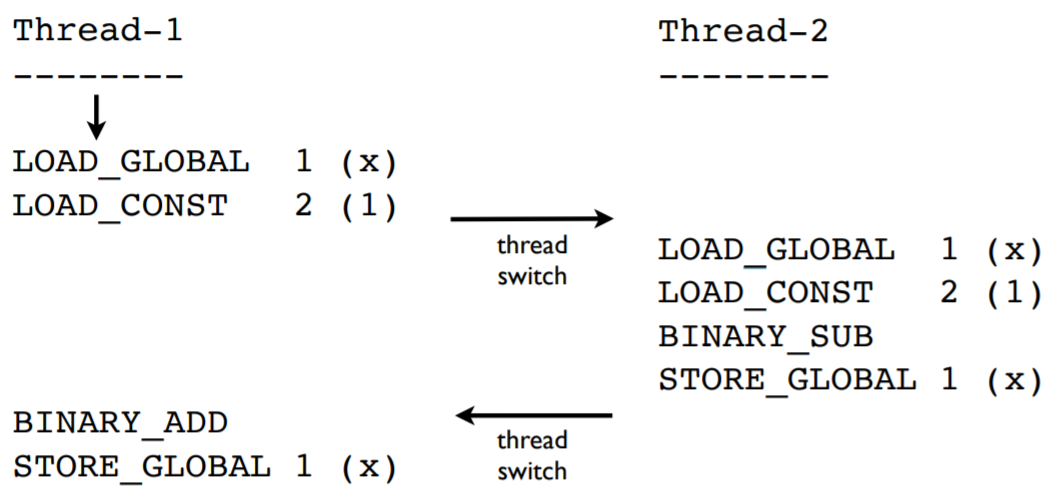 Thread-1
--------
LOAD_GLOBAL 1 (x)
LOAD_CONST 2 (1)
thread
switch
Thread-2
--------
LOAD_GLOBAL 1 (x)
LOAD_CONST 2 (1)
BINARY_SUB
STORE_GLOBAL 1 (x)
thread
switch
BINARY_ADD
STORE_GLOBAL 1 (x)